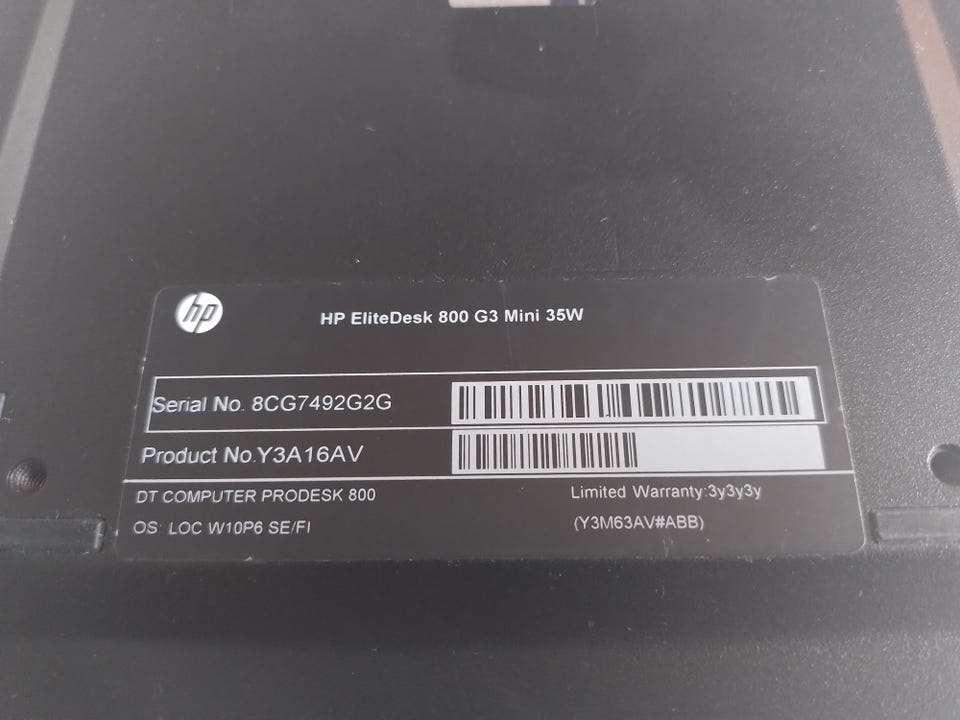 hp
HP EliteDesk 800 G3 Mini 35W
Serial No. 8CG7492G2G
Product No.Y3A16AV
DT COMPUTER PRODESK 800
Limited Warranty:3y3y3y
OS: LOC W10P6 SE/FI
(Y3M63AV#ABB)